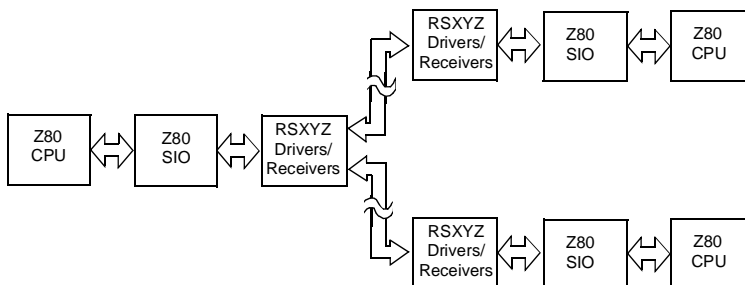 RSXYZ
Drivers/
Receivers
Z80
SIO
Z80
CPU
Z80
CPU
Z80
SIO
RSXYZ
Drivers/
Receivers
RSXYZ
Drivers/
Receivers
Z80
SIO
Z80
CPU